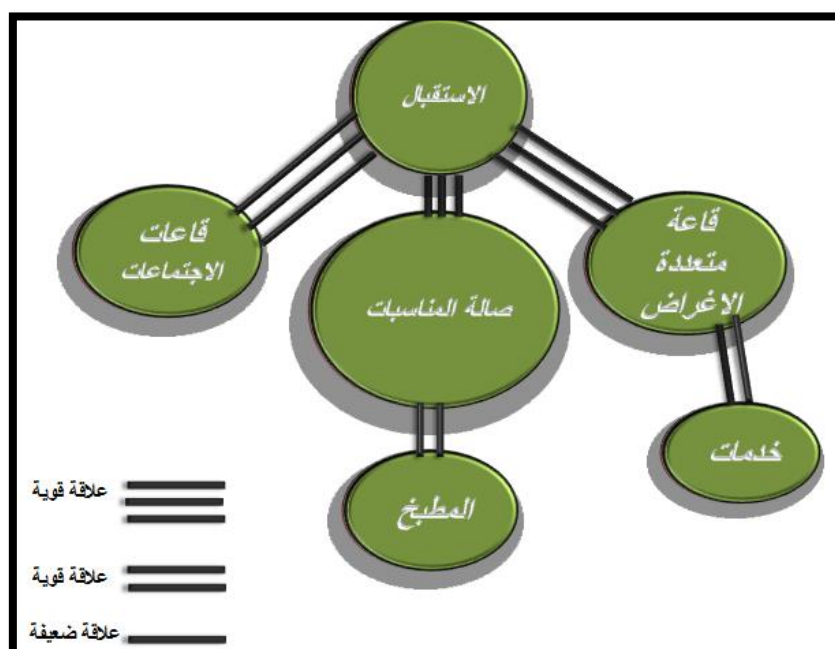 الاستقبال
قاعات
الاجتماعات
صالة المناسبات
قاعة
متعددة
الاغراض
المطبخ
خدمات
علاقة قوية
علاقة قوية
علاقة ضعيفة